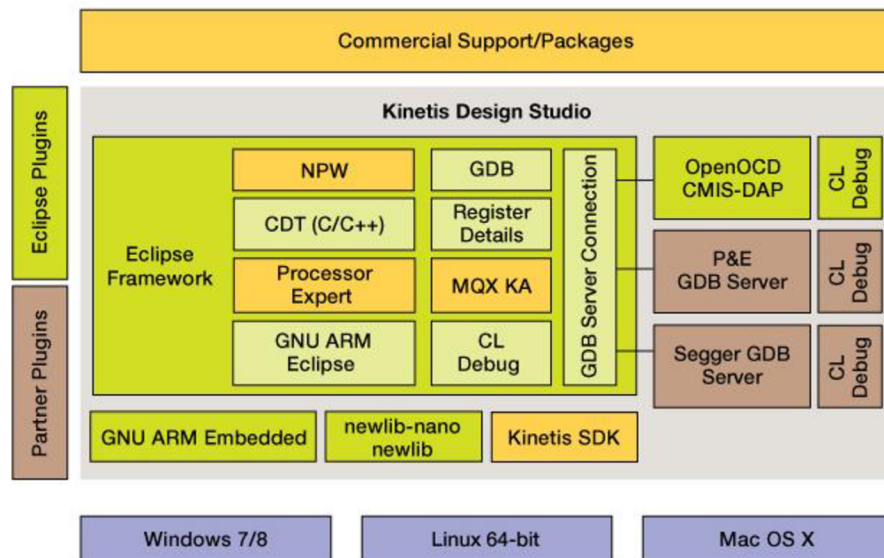 Commercial Support/Packages
Eclipse Plugins
Partner Plugins
Kinetis Design Studio
Eclipse
Framework
NPW
CDT (C/C++)
Processor
Expert
GNU ARM
Eclipse
GDB
Register
Details
MQX KA
CL
Debug
GDB Server Connection
OpenOCD
CMIS-DAP
CL
Debug
P&E
GDB Server
CL
Debug
Segger GDB
Server
CL
Debug
GNU ARM Embedded
newlib-nano
newlib
Kinetis SDK
Windows 7/8
Linux 64-bit
Mac OS X